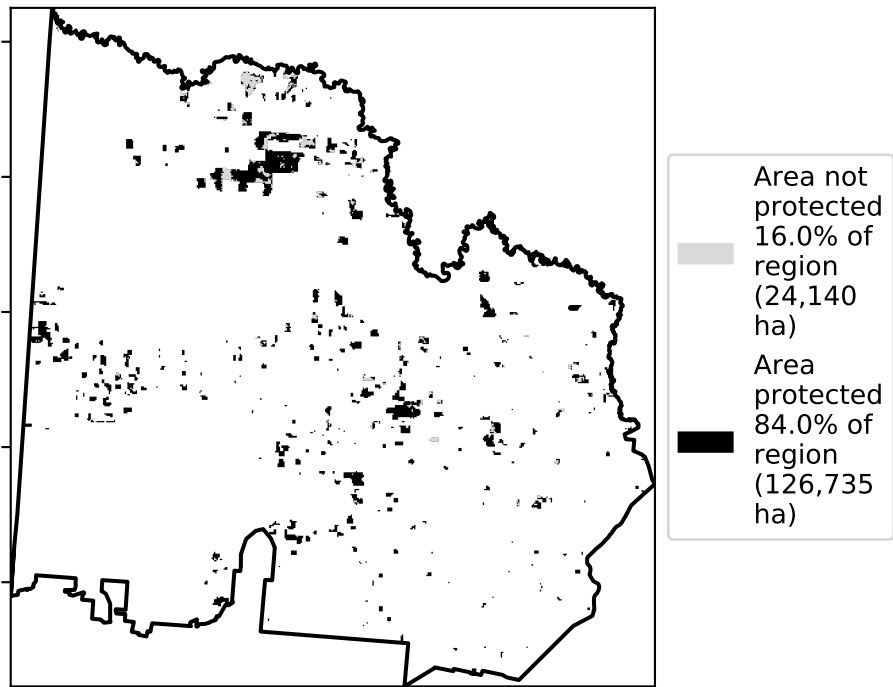 Area not
protected
16.0% of
region
(24,140
ha)
Area
protected
84.0% of
region
(126,735
ha)